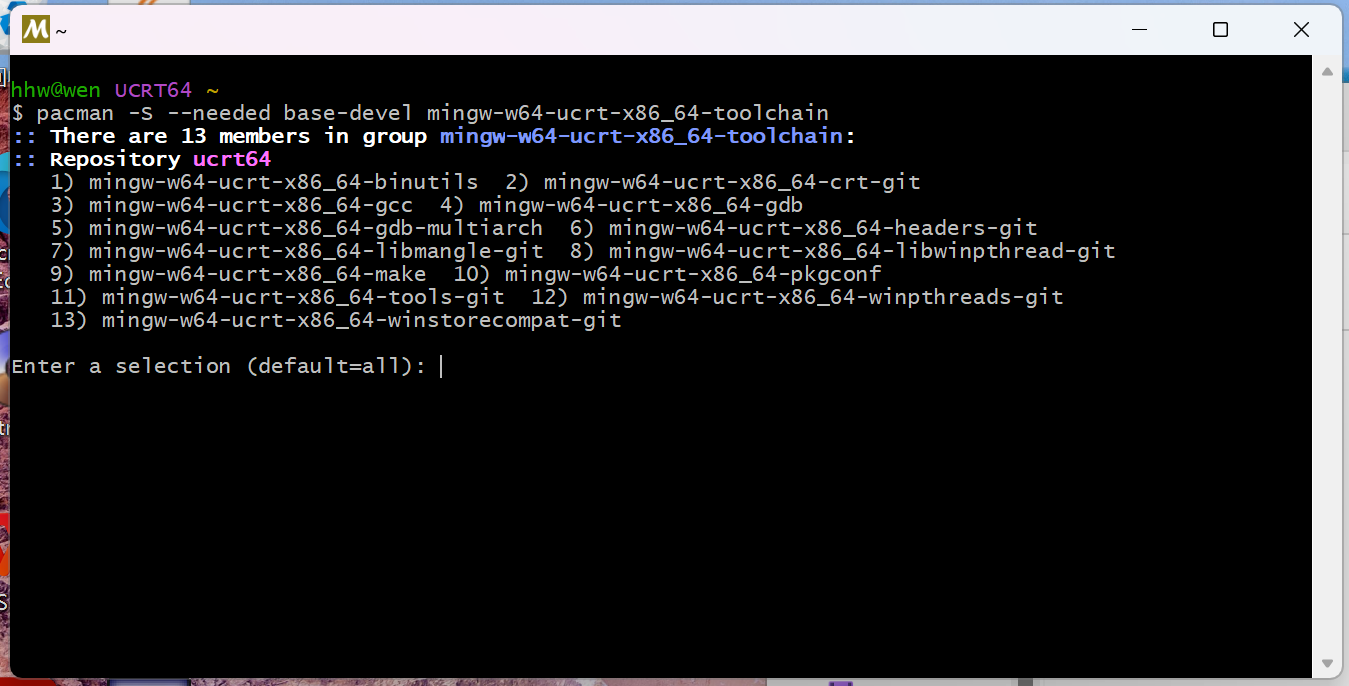 ~
hhw@wen UCRT64 ~
$ pacman -S --needed base-devel mingw-w64-ucrt-x86_64-toolchain
:: There are 13 members in group mingw-w64-ucrt-x86_64-toolchain:
:: Repository ucrt64
   1) mingw-w64-ucrt-x86_64-binutils  2) mingw-w64-ucrt-x86_64-crt-git
   3) mingw-w64-ucrt-x86_64-gcc  4) mingw-w64-ucrt-x86_64-gdb
   5) mingw-w64-ucrt-x86_64-gdb-multiarch  6) mingw-w64-ucrt-x86_64-headers-git
   7) mingw-w64-ucrt-x86_64-libmangle-git  8) mingw-w64-ucrt-x86_64-libwinpthread-git
   9) mingw-w64-ucrt-x86_64-make  10) mingw-w64-ucrt-x86_64-pkgconf
   11) mingw-w64-ucrt-x86_64-tools-git  12) mingw-w64-ucrt-x86_64-winpthreads-git
   13) mingw-w64-ucrt-x86_64-winstorecompat-git
Enter a selection (default=all):